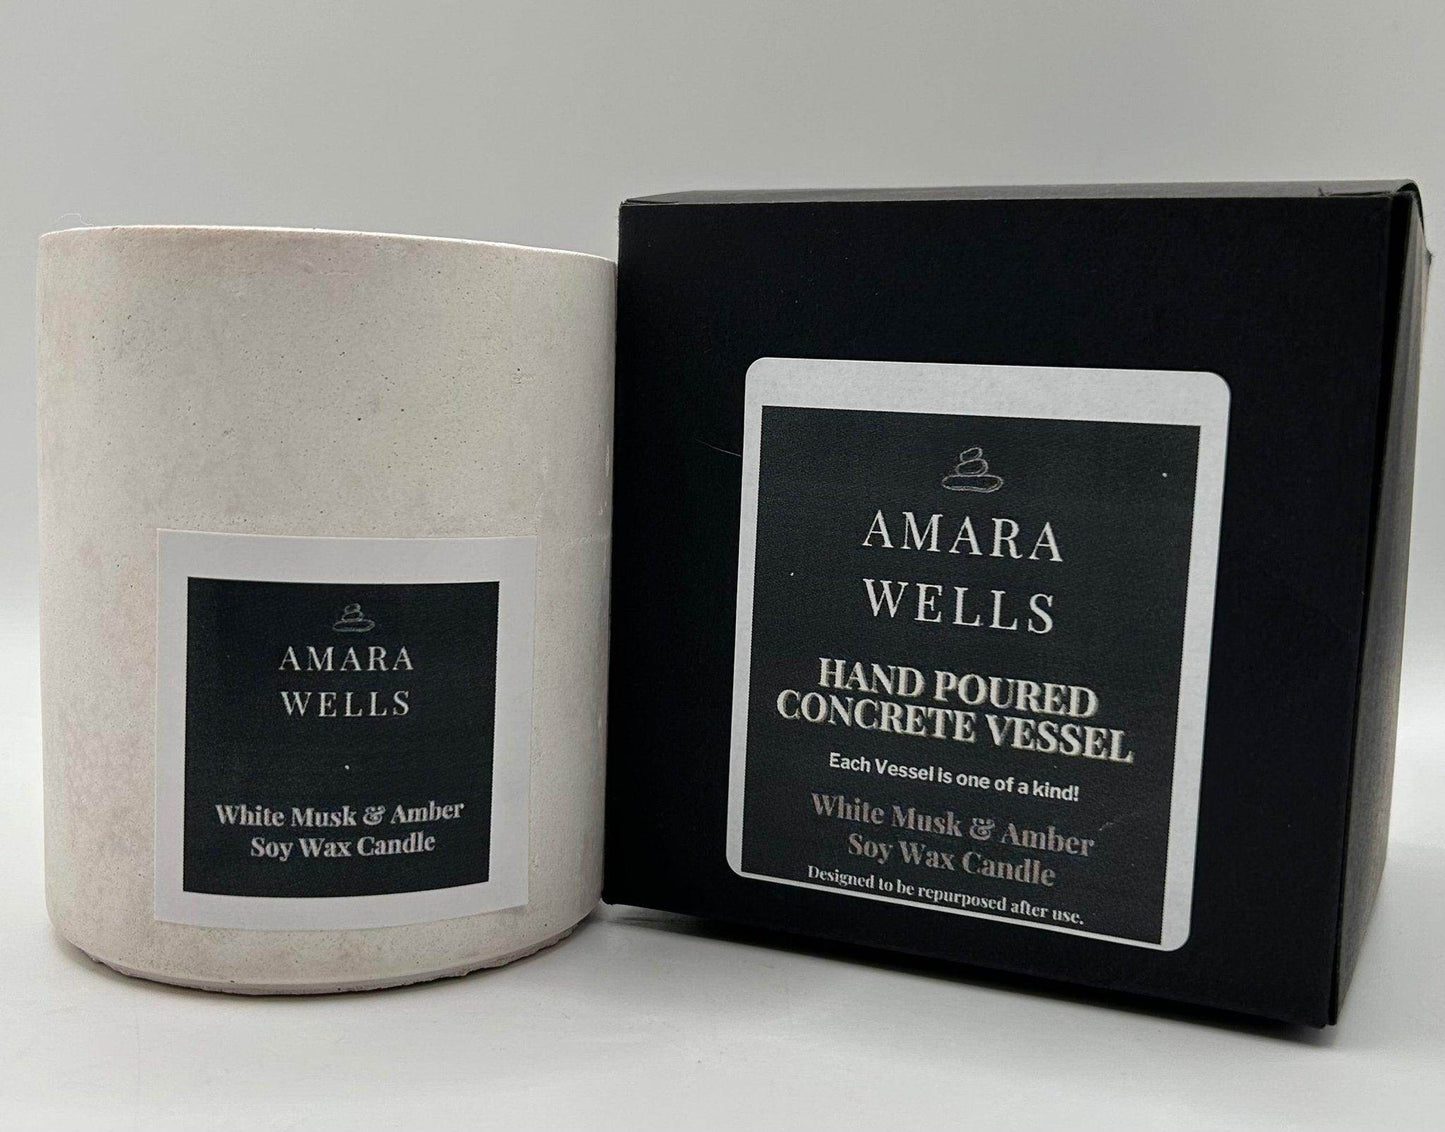 AMARA
WELLS
White Musk & Amber
Soy Wax Candle
AMARA
WELLS
HAND POURED
CONCRETE VESSEL
Each Vessel is one of a kind!
White Musk & Amber
Soy Wax Candle
Designed to be repurposed after use.